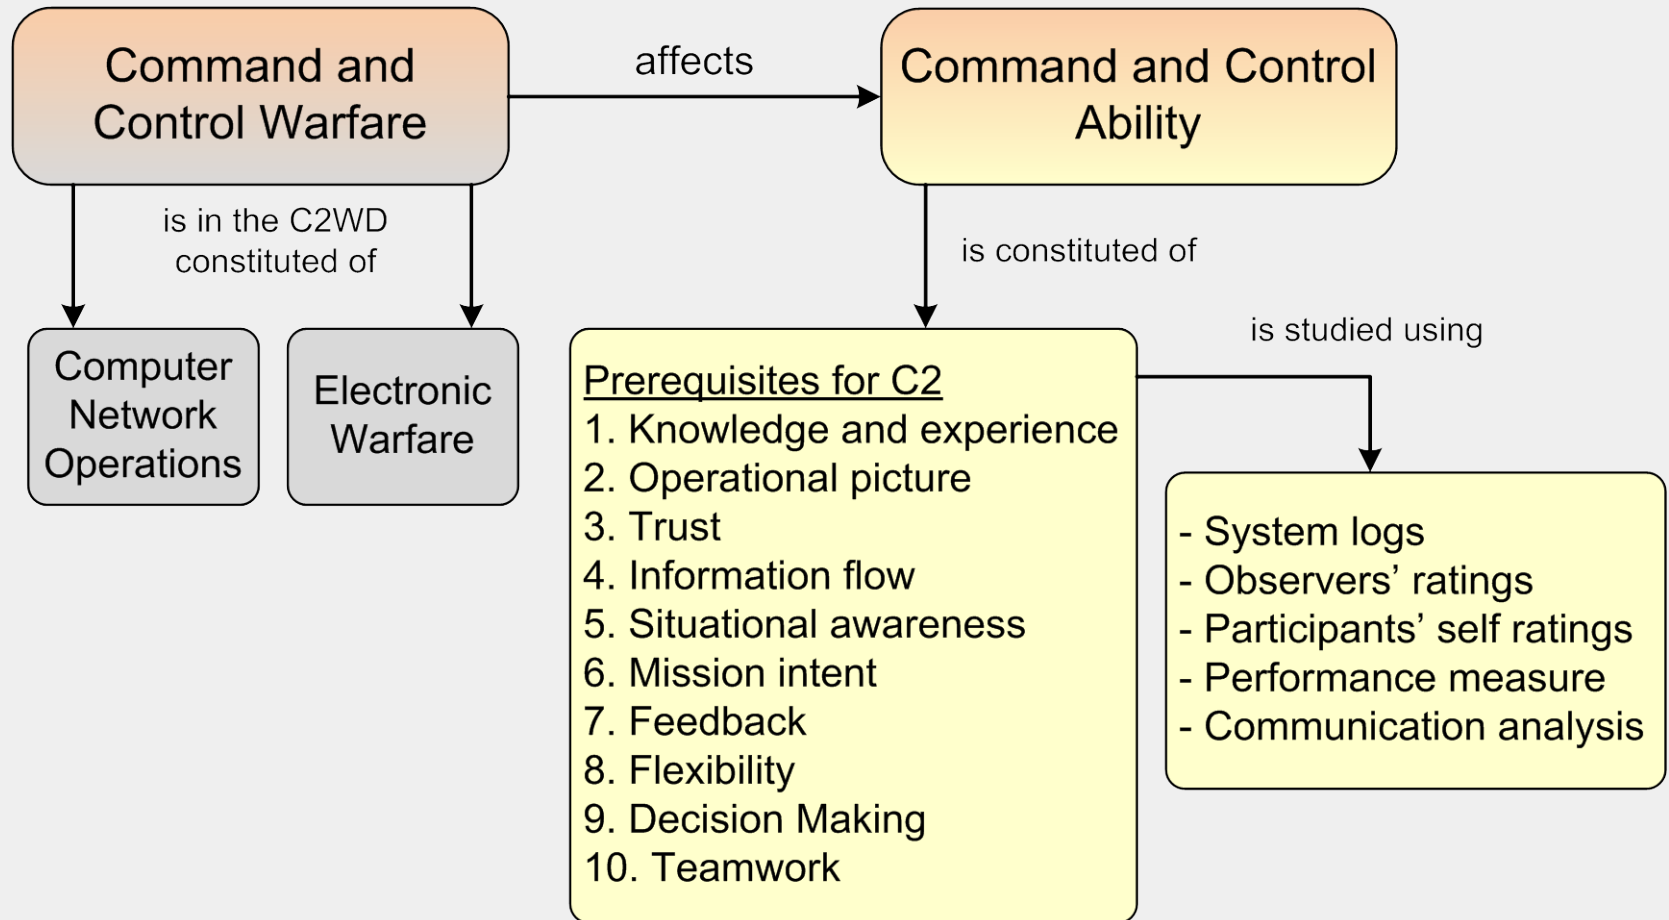 Command and
Control Warfare
affects
Command and Control
Ability
is in the C2WD
constituted of
is constituted of
is studied using
Computer
Network
Operations
Electronic
Warfare
Prerequisites for C2
1. Knowledge and experience
2. Operational picture
3. Trust
4. Information flow
5. Situational awareness
6. Mission intent
7. Feedback
8. Flexibility
9. Decision Making
10. Teamwork
- System logs
- Observers’ ratings
- Participants’ self ratings
- Performance measure
- Communication analysis